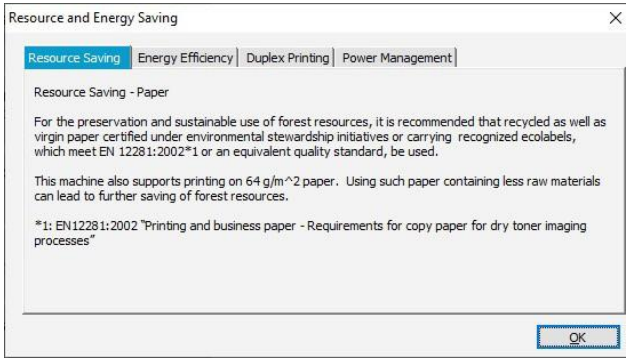 Resource and Energy Saving
Resource Saving Energy Efficiency Duplex Printing Power Management
Resource Saving - Paper
For the preservation and sustainable use of forest resources, it is recommended that recycled as well as
virgin paper certified under environmental stewardship initiatives or carrying recognized ecolabels,
which meet EN 12281:2002*1 or an equivalent quality standard, be used.
This machine also supports printing on 64 g/m^2 paper. Using such paper containing less raw materials
can lead to further saving of forest resources.
*1: EN12281:2002 "Printing and business paper - Requirements for copy paper for dry toner imaging
processes"
OK